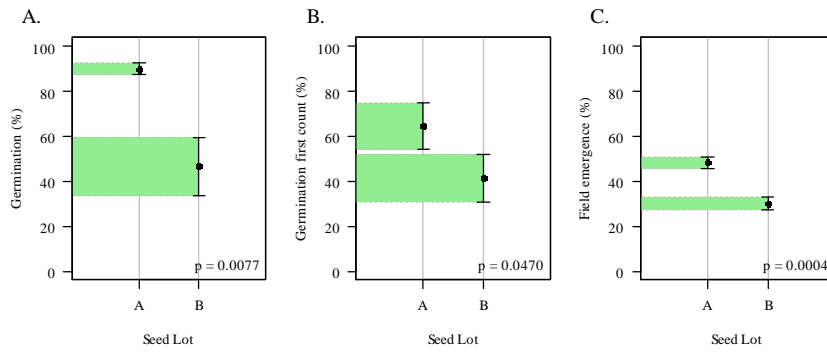 A.
Germination (%)
100
80
60
40
20
0
p = 0.0077
A B
Seed Lot
B.
Germination first count (%)
100
80
60
40
20
0
p = 0.0470
A B
Seed Lot
C.
Field emergence (%)
100
80
60
40
20
0
p = 0.0004
A B
Seed Lot